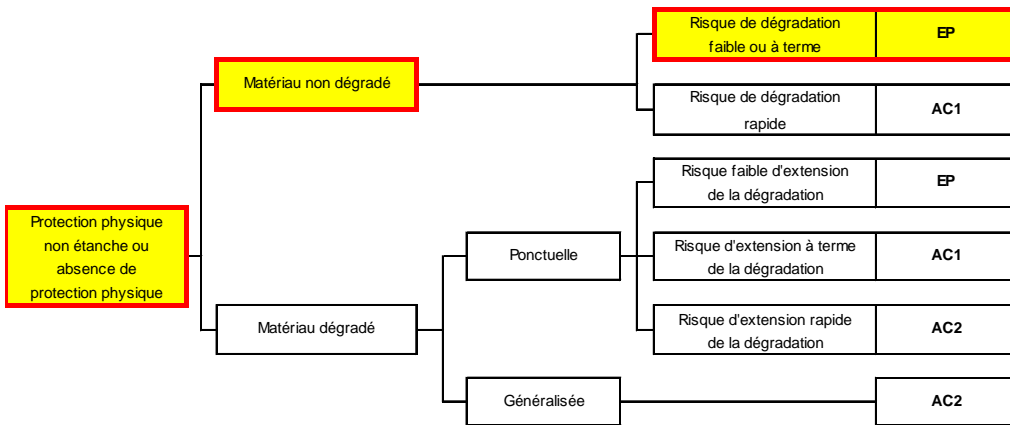 Risque de dégradation
faible ou à terme
EP
Matériau non dégradé
Risque de dégradation
rapide
AC1
Risque faible d'extension
de la dégradation
EP
Protection physique
non étanche ou
absence de
protection physique
Ponctuelle
Risque d'extension à terme
de la dégradation
AC1
Matériau dégradé
Risque d'extension rapide
de la dégradation
AC2
Généralisée
AC2